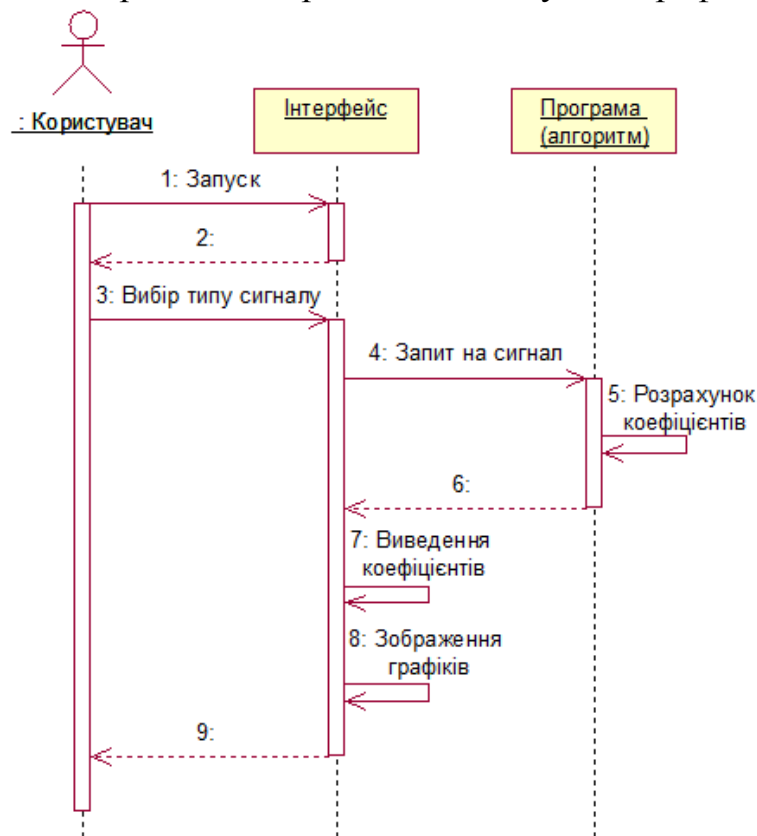 : Користувач
Інтерфейс
Програма
(алгоритм)
1: Запуск
2:
3: Вибір типу сигналу
4: Запит на сигнал
5: Розрахунок
коефіцієнтів
6:
7: Виведення
коефіцієнтів
8: Зображення
графіків
9: